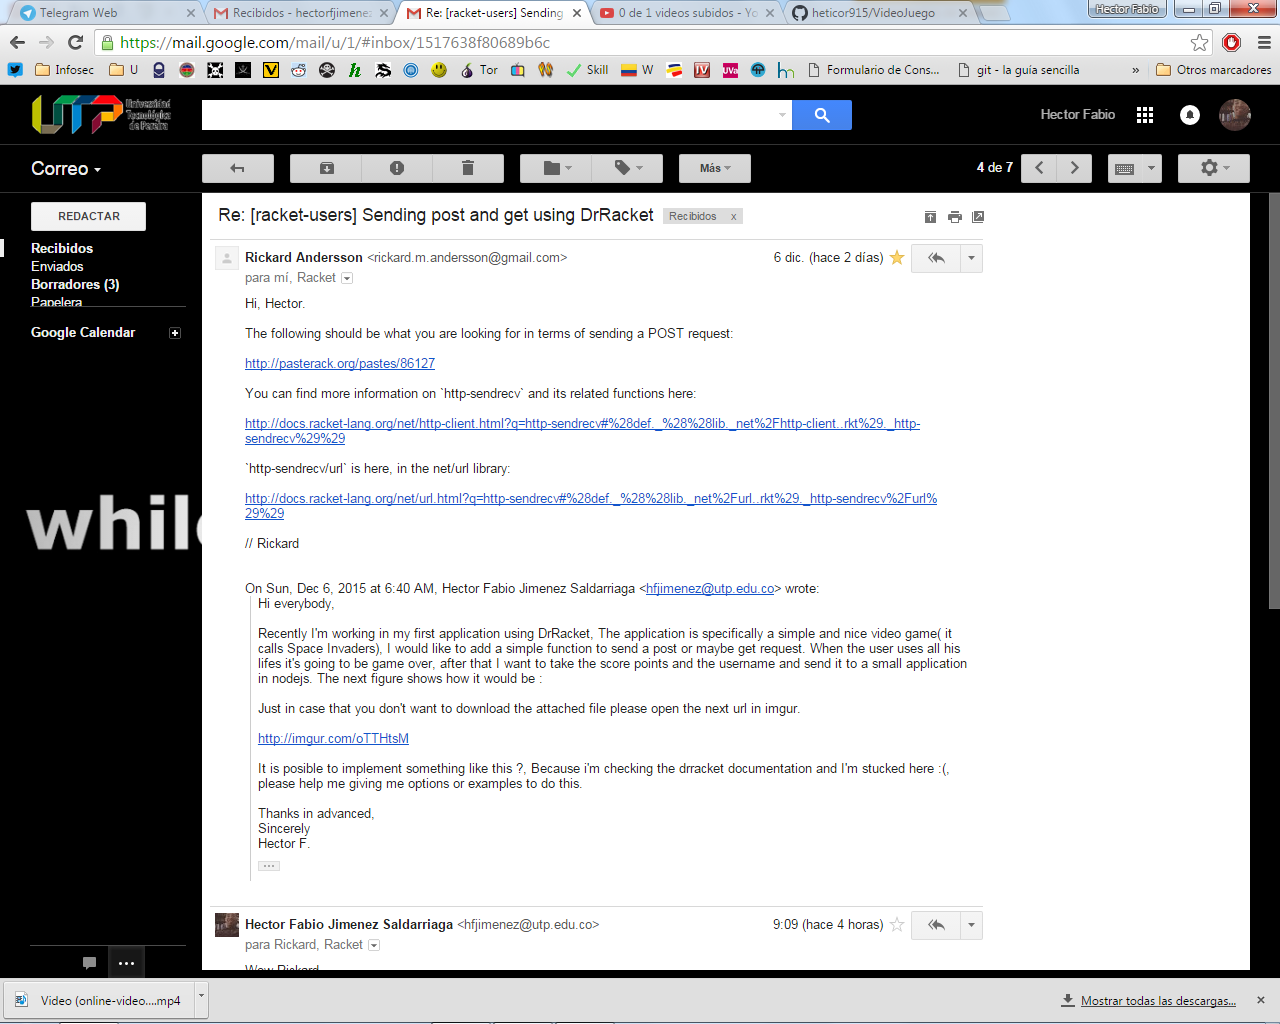 Telegram Web
Recibidos - hectorfjimenez
Re: [racket-users] Sending
0 de 1 videos subidos - Yo
heticor915/VideoJuego
Hector Fabio
https://mail.google.com/mail/u/1/#inbox/1517638f80689b6c
Infosec
U
Tor
Skill
W
Formulario de Cons...
git - la guía sencilla
»
Otros marcadores
UTP Universidad Tecnológica de Pereira
Hector Fabio
Correo
Más
4 de 7
REDACTAR
Recibidos
Enviados
Borradores (3)
Papelera
Google Calendar
while
Re: [racket-users] Sending post and get using DrRacket
Recibidos x
Rickard Andersson <rickard.m.andersson@gmail.com>
6 dic. (hace 2 días)
para mí, Racket
Hi, Hector.
The following should be what you are looking for in terms of sending a POST request:
http://pasterack.org/pastes/86127
You can find more information on `http-sendrecv` and its related functions here:
http://docs.racket-lang.org/net/http-client.html?q=http-sendrecv#%28def._%28%28lib._net%2Fhttp-client..rkt%29._http-
sendrecv%29%29
`http-sendrecv/url` is here, in the net/url library:
http://docs.racket-lang.org/net/url.html?q=http-sendrecv#%28def._%28%28lib._net%2Furl..rkt%29._http-sendrecv%2Furl%
29%29
// Rickard
On Sun, Dec 6, 2015 at 6:40 AM, Hector Fabio Jimenez Saldarriaga <hfjimenez@utp.edu.co> wrote:
Hi everybody,
Recently I'm working in my first application using DrRacket, The application is specifically a simple and nice video game( it
calls Space Invaders), I would like to add a simple function to send a post or maybe get request. When the user uses all his
lifes it's going to be game over, after that I want to take the score points and the username and send it to a small application
in nodejs. The next figure shows how it would be :
Just in case that you don't want to download the attached file please open the next url in imgur.
http://imgur.com/oTTHtsM
It is posible to implement something like this ?, Because i'm checking the drracket documentation and I'm stucked here :(,
please help me giving me options or examples to do this.
Thanks in advanced,
Sincerely
Hector F.
Hector Fabio Jimenez Saldarriaga <hfjimenez@utp.edu.co>
9:09 (hace 4 horas)
para Rickard, Racket
Wow Rickard
Video (online-video....mp4
Mostrar todas las descargas...